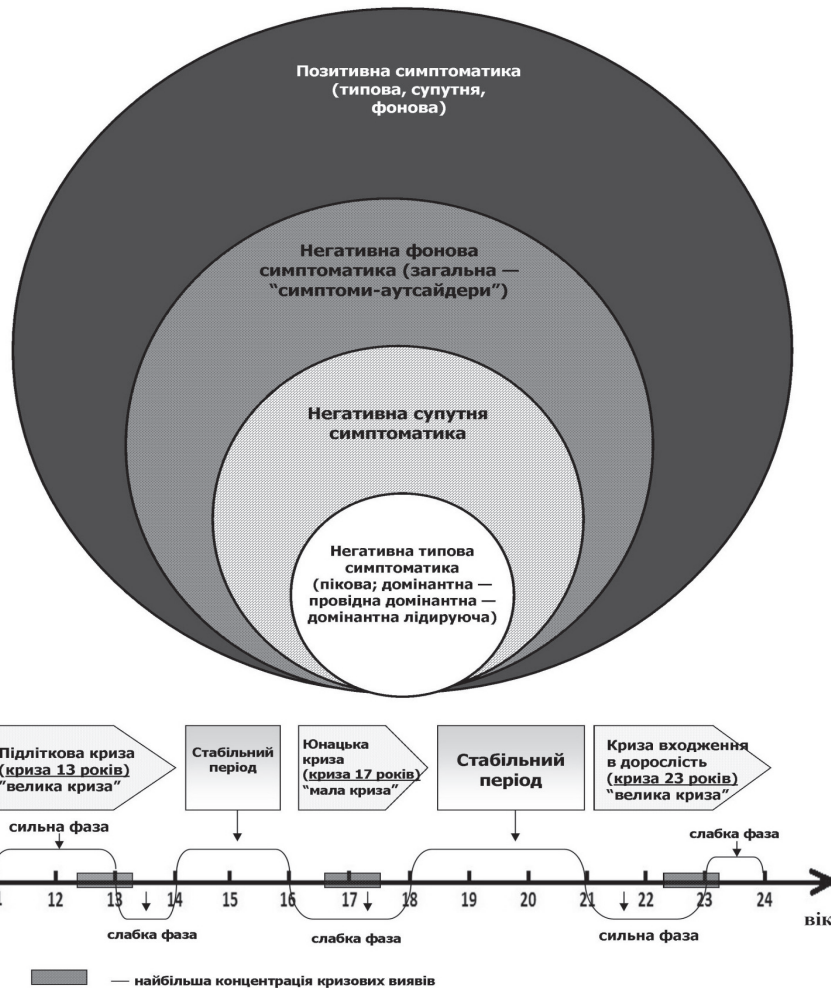 Позитивна симптоматика
(типова, супутня,
фонова)
Негативна фонова
симптоматика (загальна —
“симптоми-аутсайдери”)
Негативна супутня
симптоматика
Негативна типова
симптоматика
(пікова; домінантна —
провідна домінантна —
домінантна лідируюча)
Підліткова криза
(криза 13 років)
"велика криза"
Стабільний
період
Юнацька
криза
(криза 17 років)
“мала криза”
Стабільний
період
Криза входження
в дорослість
(криза 23 років)
“велика криза”
сильна фаза
слабка фаза
12 13 14 15 16 17 18 19 20 21 22 23 24
вік
слабка фаза
слабка фаза
сильна фаза
— найбільша концентрація кризових виявів